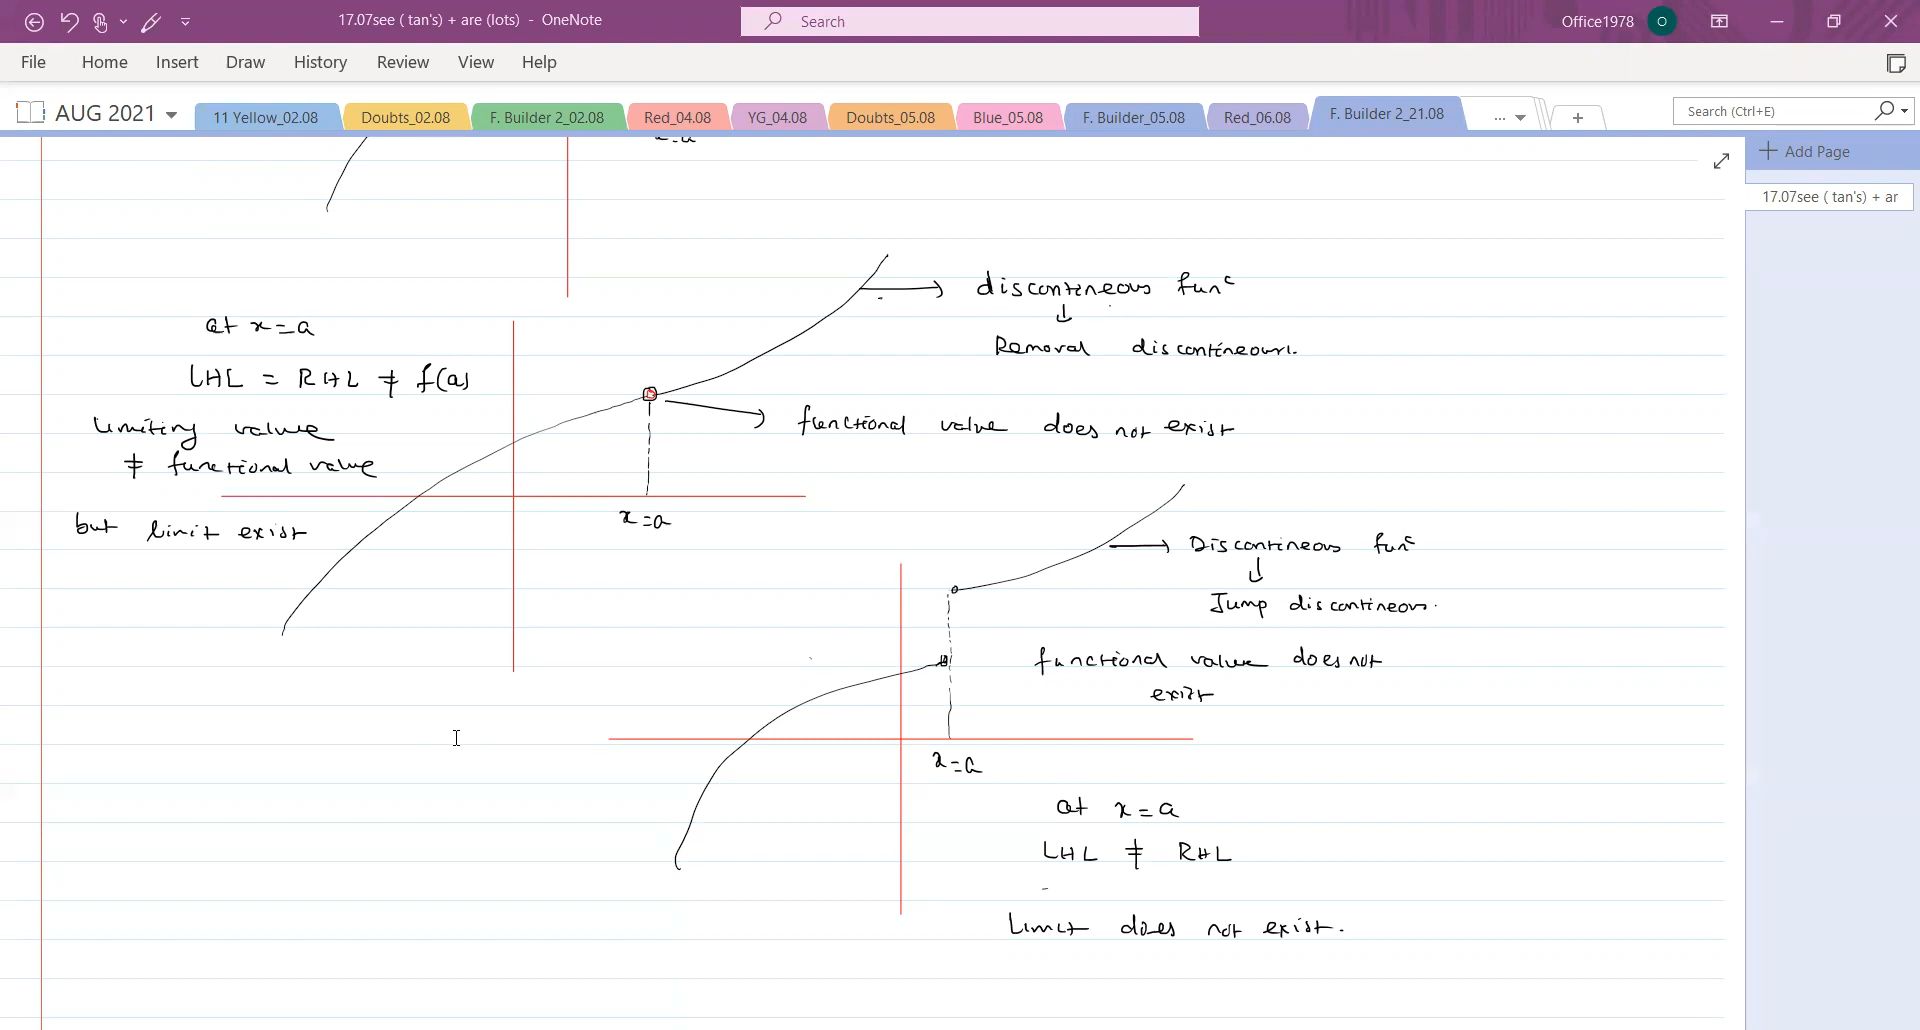 17.07see ( tan's) + are (lots) - OneNote
Search
Office1978
O
File Home Insert Draw History Review View Help
AUG 2021
11 Yellow_02.08
Doubts_02.08
F. Builder 2_02.08
Red_04.08
YG_04.08
Doubts_05.08
Blue_05.08
F. Builder_05.08
Red_06.08
F. Builder 2_21.08
...
+
Search (Ctrl+E)
Add Page
17.07see ( tan's) + ar
discontineous funᶜ
↓
Removal discontineous.
at x=a
LHL = RHL ≠ f(a)
limiting value
≠ functional value
but limit exist
functional value does not exist
x=a
Discontineous funᶜ
↓
Jump discontineous.
functional value does not
exist
x=a
at x=a
LHL ≠ RHL
Limit does not exist.